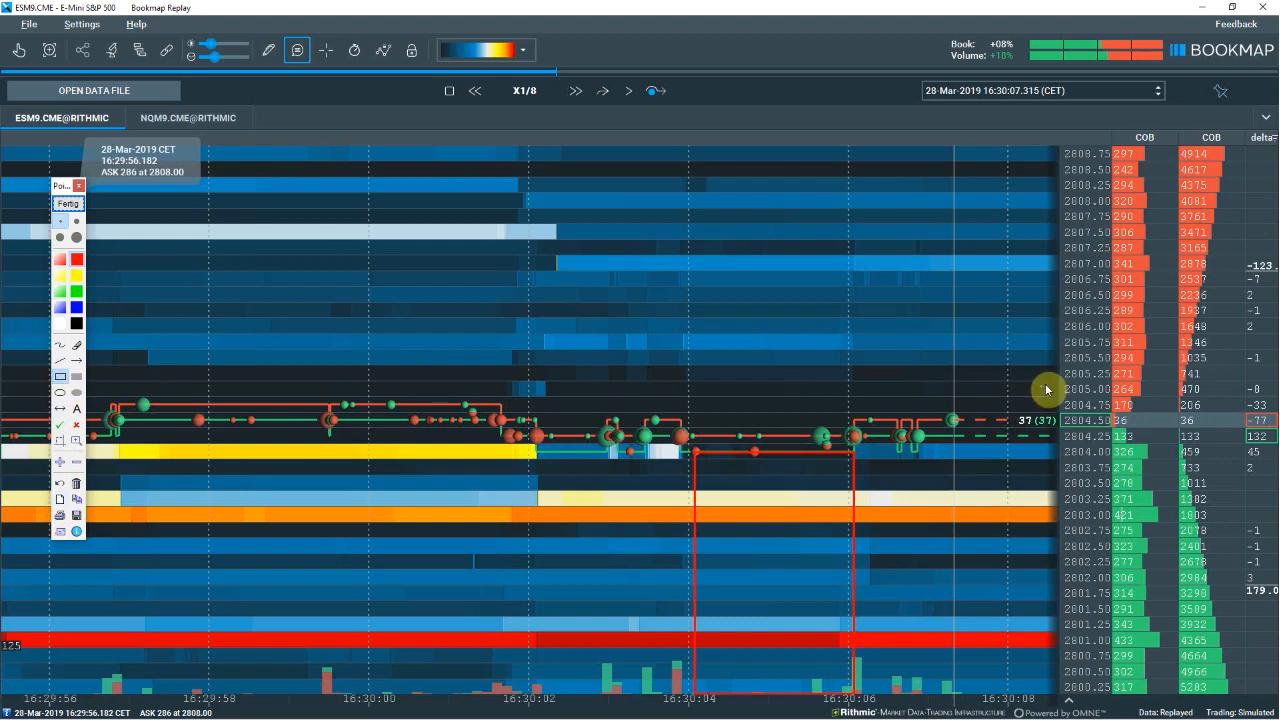 ESM9.CME - E-Mini S&P 500
Bookmap Replay
File
Settings
Help
Feedback
Book: +08%
Volume: +18%
BOOKMAP
OPEN DATA FILE
X1/8
28-Mar-2019 16:30:07.315 (CET)
ESM9.CME@RITHMIC
NQM9.CME@RITHMIC
COB
COB
delta
28-Mar-2019 CET
16:29:56.182
ASK 286 at 2808.00
Poi...
Fertig
A
2808.75 297 4914
2808.50 242 4617
2808.25 294 4375
2808.00 320 4081
2807.75 290 3761
2807.50 306 3471
2807.25 287 3165
2807.00 341 2878 -123.
2806.75 301 2537 -7
2806.50 299 2236 2
2806.25 289 1937 -1
2806.00 302 1648 2
2805.75 311 1346
2805.50 294 1035 -1
2805.25 271 741
2805.00 264 470 -8
2804.75 170 206 -33
37 (37) 2804.50 36 36 -77
2804.25 133 133 132
2804.00 326 459 45
2803.75 274 733 2
2803.50 278 1011
2803.25 371 1382
2803.00 421 1803
2802.75 275 2078 -1
2802.50 323 2401 -1
2802.25 277 2678 -1
2802.00 306 2984 3
2801.75 314 3298 179.0
2801.50 291 3589
2801.25 343 3932
2801.00 433 4365
2800.75 299 4664
2800.50 302 4966
2800.25 317 5283
125
16:29:56
16:29:58
16:30:00
16:30:02
16:30:04
16:30:06
16:30:08
28-Mar-2019 16:29:56.182 CET
ASK 286 at 2808.00
Rithmic - MARKET DATA-TRADING INFRASTRUCTURE
Powered by OMNE™
Data: Replayed
Trading: Simulated